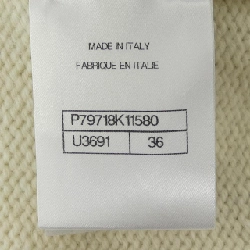 MADE IN ITALY
FABRIQUE EN ITALIE
P79718K11580
U3691 36